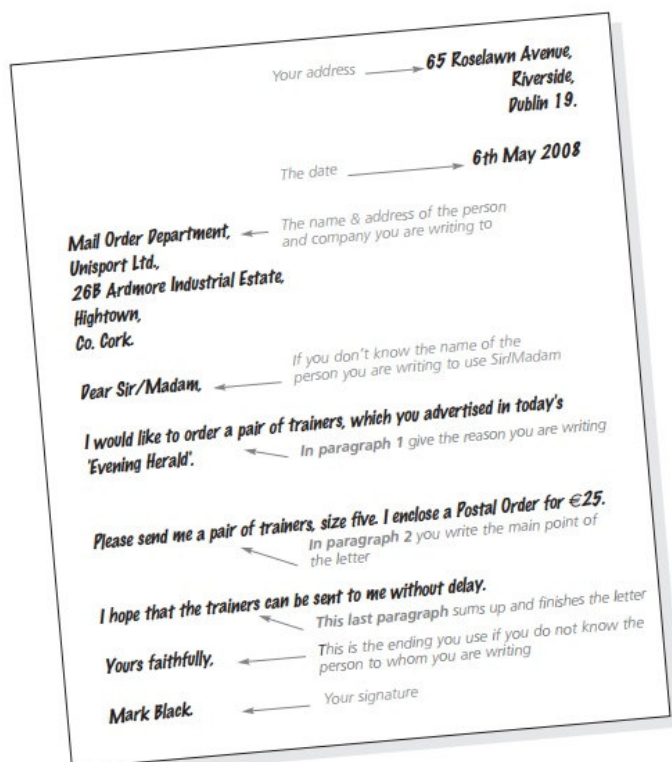 Your address
65 Roselawn Avenue,
Riverside,
Dublin 19.
The date
6th May 2008
Mail Order Department,
Unisport Ltd.,
26B Ardmore Industrial Estate,
Hightown,
Co. Cork.
The name & address of the person
and company you are writing to
Dear Sir/Madam,
If you don't know the name of the
person you are writing to use Sir/Madam
I would like to order a pair of trainers, which you advertised in today's
'Evening Herald'.
In paragraph 1 give the reason you are writing
Please send me a pair of trainers, size five. I enclose a Postal Order for €25.
In paragraph 2 you write the main point of
the letter
I hope that the trainers can be sent to me without delay.
This last paragraph sums up and finishes the letter
Yours faithfully,
This is the ending you use if you do not know the
person to whom you are writing
Mark Black.
Your signature